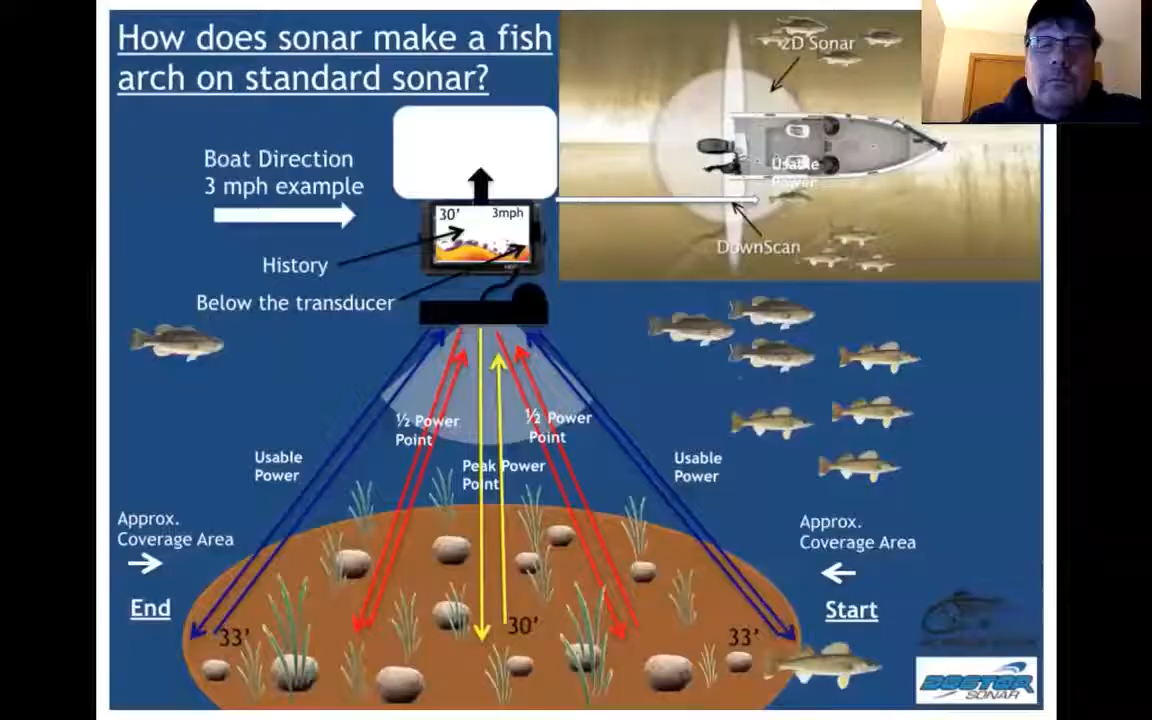 How does sonar make a fish
arch on standard sonar?
2D Sonar
Boat Direction
3 mph example
Usable
Power
30’
3mph
DownScan
History
Below the transducer
½ Power
Point
½ Power
Point
Usable
Power
Peak Power
Point
Usable
Power
Approx.
Coverage Area
Approx.
Coverage Area
End
Start
33’
30’
33’
DOCTOR
SONAR